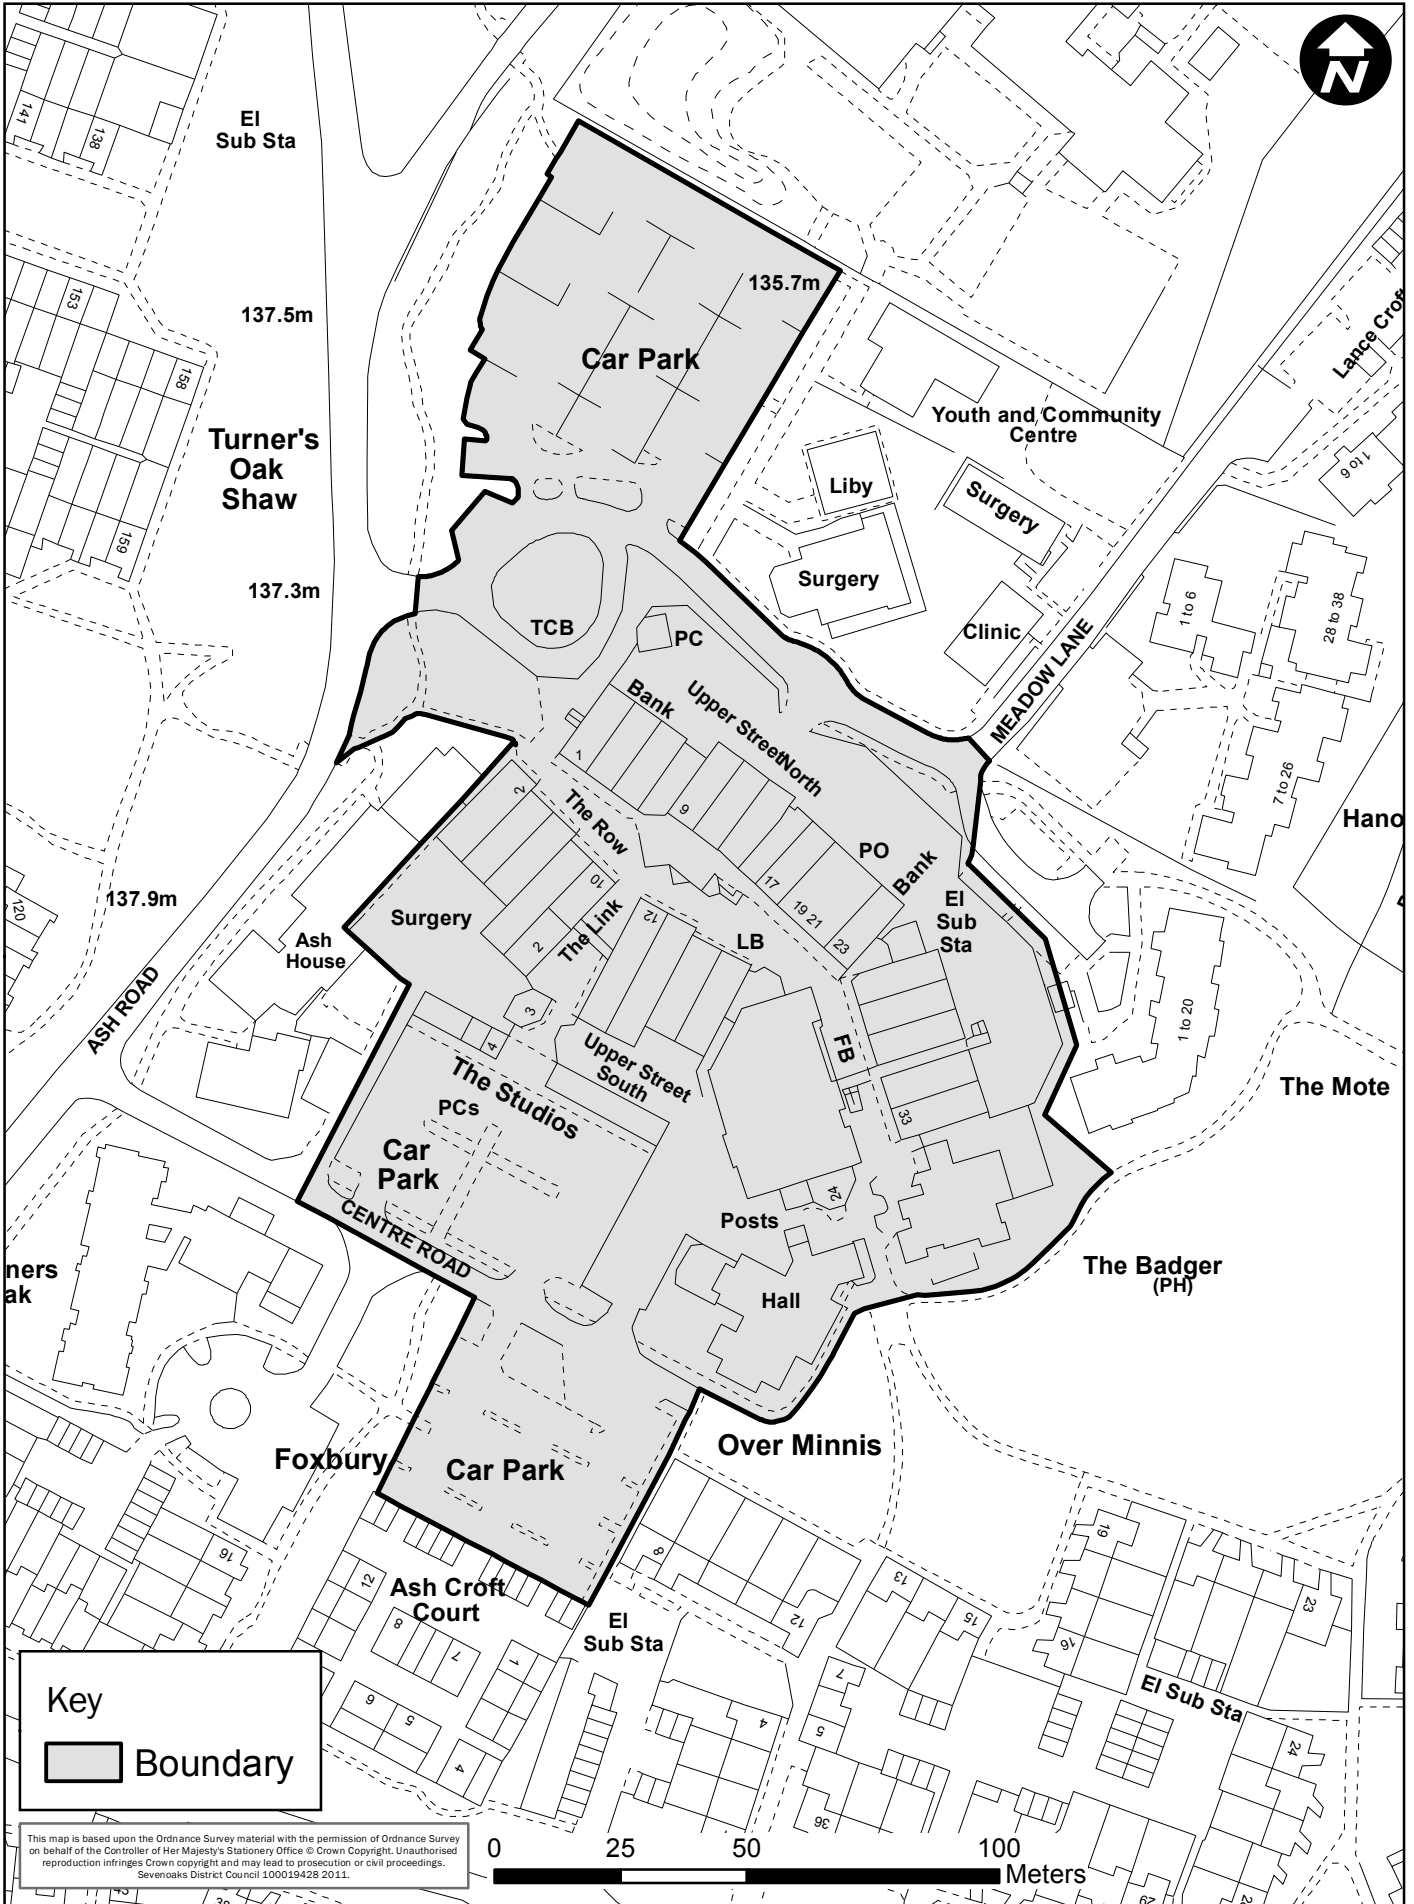 N
141
138
El
Sub Sta
153
137.5m
135.7m
Car Park
158
Lance Crof
Youth and Community
Centre
Turner's
Oak
Shaw
Liby
Surgery
1 to 6
159
Surgery
137.3m
TCB
PC
Clinic
1 to 6
28 to 38
MEADOW LANE
Bank
Upper Street North
1
7 to 26
2
The Row
9
Hano
PO
Bank
17
10
137.9m
120
Surgery
12
19 21
El
Sub
Sta
Ash
House
2
The Link
LB
23
3
1 to 20
ASH ROAD
4
FB
Upper Street
South
The Studios
The Mote
PCs
33
Car
Park
24
CENTRE ROAD
Posts
ners
ak
The Badger
(PH)
Hall
Foxbury
Over Minnis
Car Park
16
19
8
12
13
15
23
Ash Croft
Court
12
El
Sub Sta
8
7
1
16
7
El Sub Sta
6
5
4
4
5
24
36
Key
Boundary
This map is based upon the Ordnance Survey material with the permission of Ordnance Survey
on behalf of the Controller of Her Majesty's Stationery Office © Crown Copyright. Unauthorised
reproduction infringes Crown copyright and may lead to prosecution or civil proceedings.
Sevenoaks District Council 100019428 2011.
0 25 50 100
Meters